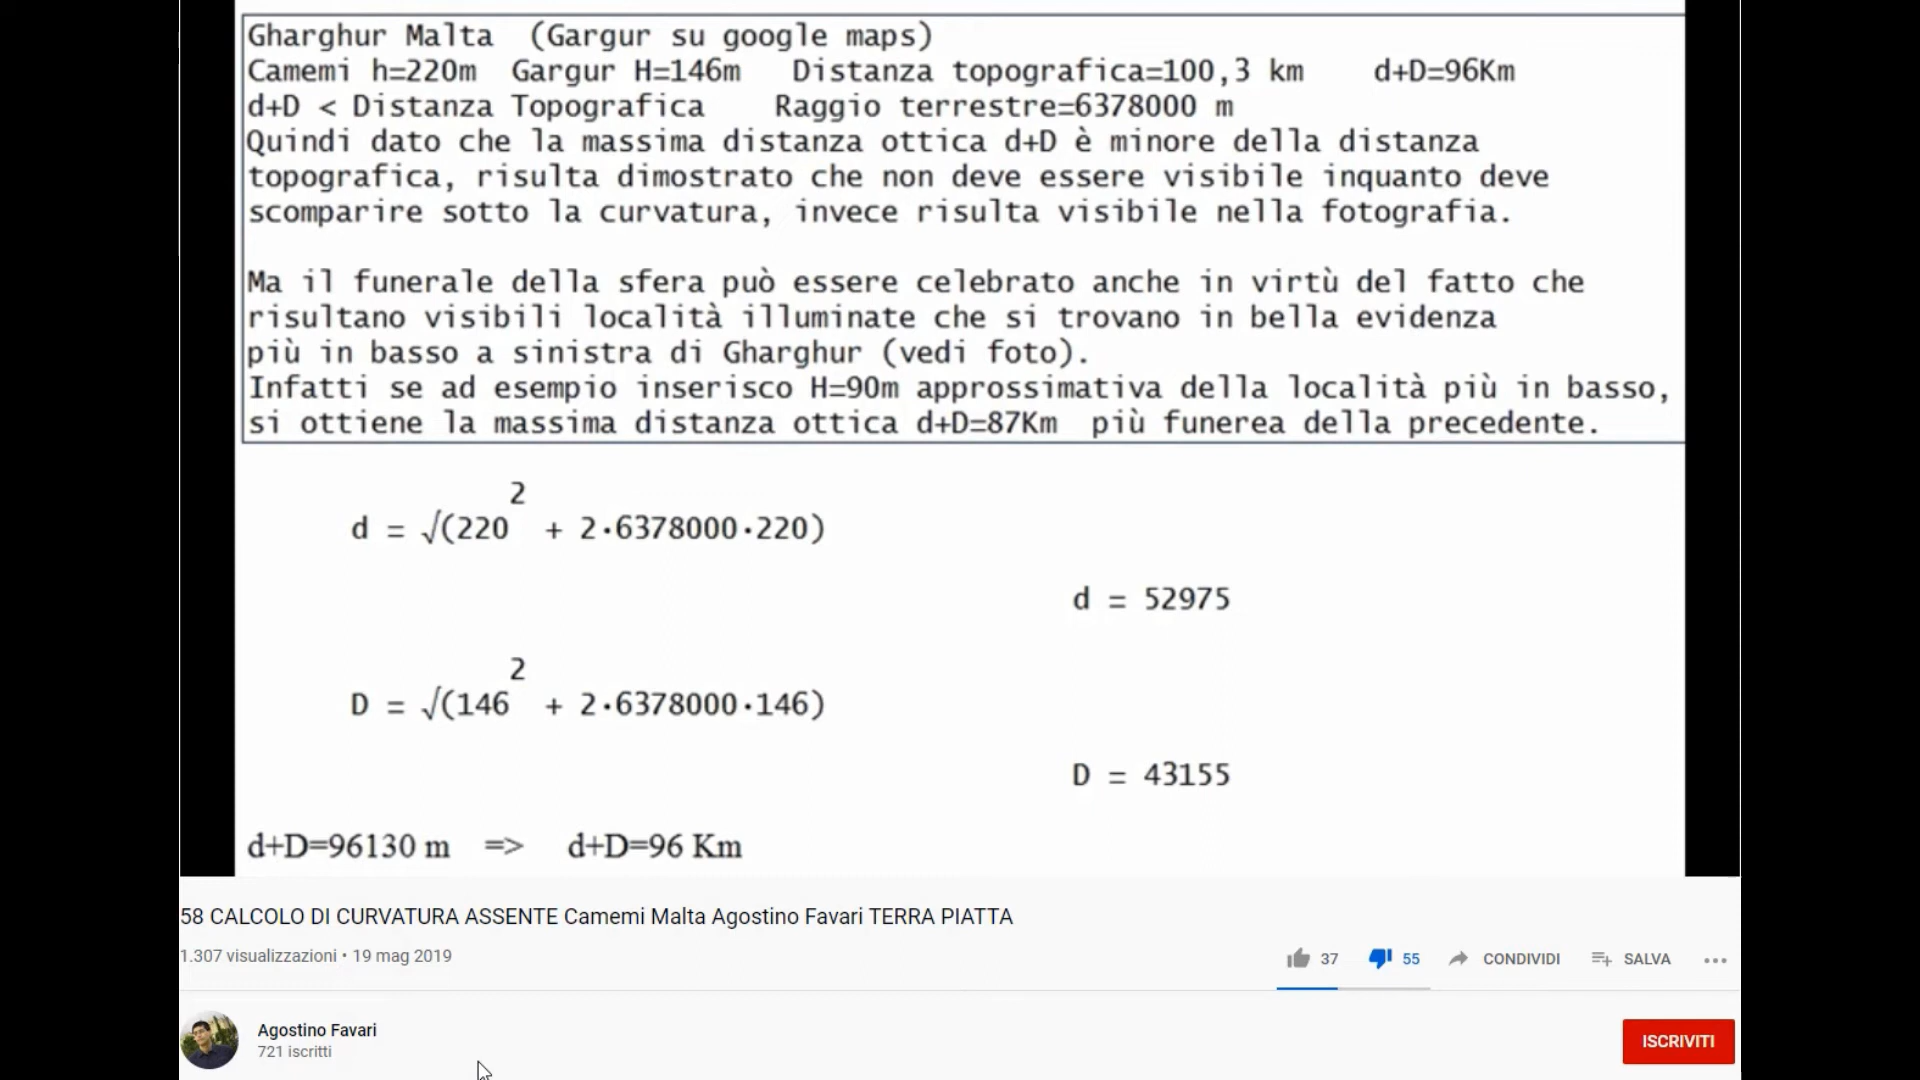 Gharghur Malta (Gargur su google maps)
Camemi h=220m Gargur H=146m Distanza topografica=100,3 km d+D=96Km
d+D < Distanza Topografica Raggio terrestre=6378000 m
Quindi dato che la massima distanza ottica d+D è minore della distanza
topografica, risulta dimostrato che non deve essere visibile inquanto deve
scomparire sotto la curvatura, invece risulta visibile nella fotografia.
Ma il funerale della sfera può essere celebrato anche in virtù del fatto che
risultano visibili località illuminate che si trovano in bella evidenza
più in basso a sinistra di Gharghur (vedi foto).
Infatti se ad esempio inserisco H=90m approssimativa della località più in basso,
si ottiene la massima distanza ottica d+D=87Km più funerea della precedente.
d = √(220² + 2·6378000·220)
d = 52975
D = √(146² + 2·6378000·146)
D = 43155
d+D=96130 m => d+D=96 Km
58 CALCOLO DI CURVATURA ASSENTE Camemi Malta Agostino Favari TERRA PIATTA
1.307 visualizzazioni • 19 mag 2019
37 55 CONDIVIDI SALVA
Agostino Favari
721 iscritti
ISCRIVITI